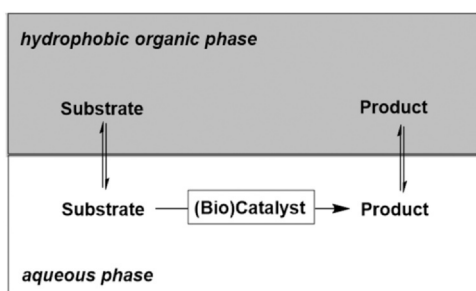 hydrophobic organic phase
Substrate Product
Substrate (Bio)Catalyst Product
aqueous phase